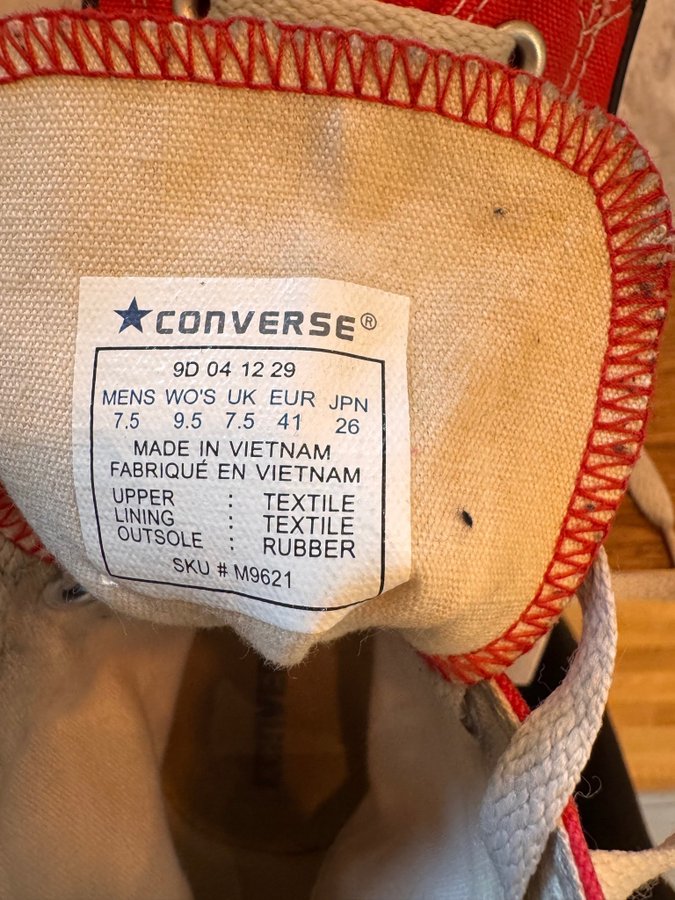 CONVERSE®
9D 04 12 29
MENS WO'S UK EUR JPN
7.5 9.5 7.5 41 26
MADE IN VIETNAM
FABRIQUÉ EN VIETNAM
UPPER : TEXTILE
LINING : TEXTILE
OUTSOLE : RUBBER
SKU # M9621